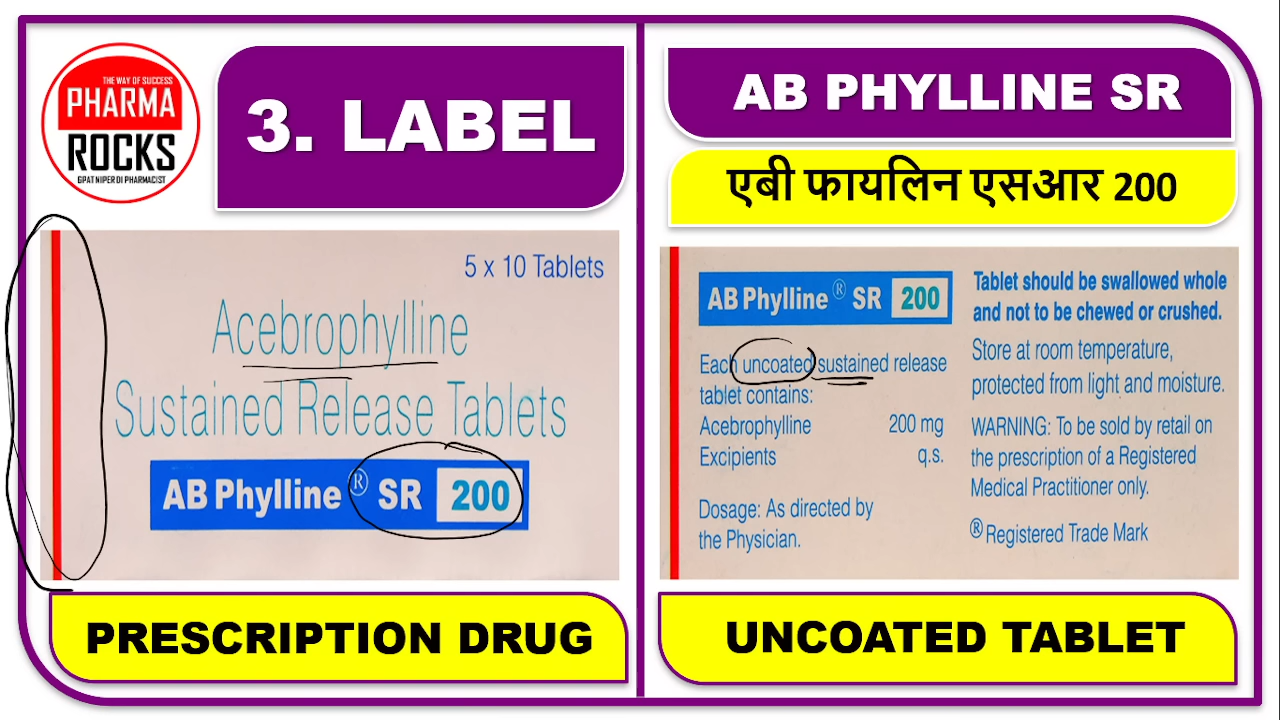 THE WAY OF SUCCESS
PHARMA
ROCKS
GPAT NIPER DI PHARMACIST
3. LABEL
5 x 10 Tablets
Acebrophylline
Sustained Release Tablets
AB Phylline ® SR 200
PRESCRIPTION DRUG
AB PHYLLINE SR
एबी फायलिन एसआर 200
AB Phylline ® SR 200
Each uncoated sustained release
tablet contains:
Acebrophylline 200 mg
Excipients q.s.
Dosage: As directed by
the Physician.
Tablet should be swallowed whole
and not to be chewed or crushed.
Store at room temperature,
protected from light and moisture.
WARNING: To be sold by retail on
the prescription of a Registered
Medical Practitioner only.
® Registered Trade Mark
UNCOATED TABLET